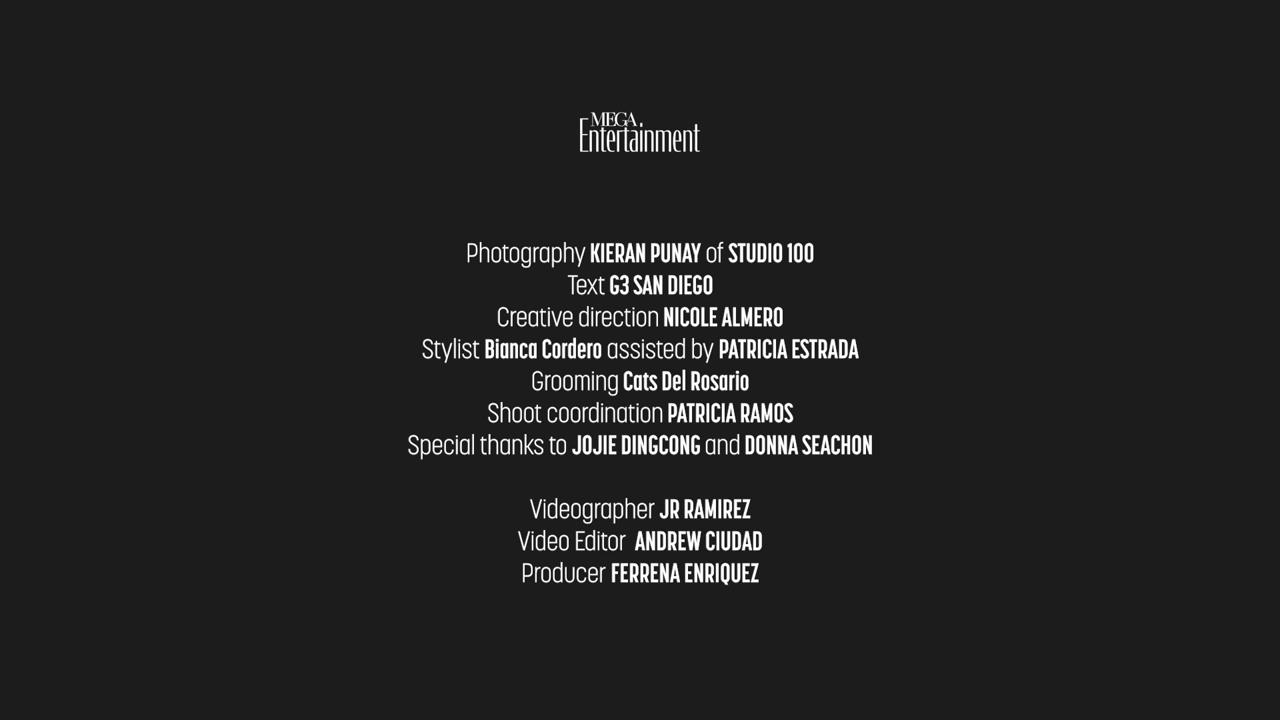 MEGA
Entertainment
Photography KIERAN PUNAY of STUDIO 100
Text G3 SAN DIEGO
Creative direction NICOLE ALMERO
Stylist Bianca Cordero assisted by PATRICIA ESTRADA
Grooming Cats Del Rosario
Shoot coordination PATRICIA RAMOS
Special thanks to JOJIE DINGCONG and DONNA SEACHON
Videographer JR RAMIREZ
Video Editor ANDREW CIUDAD
Producer FERRENA ENRIQUEZ